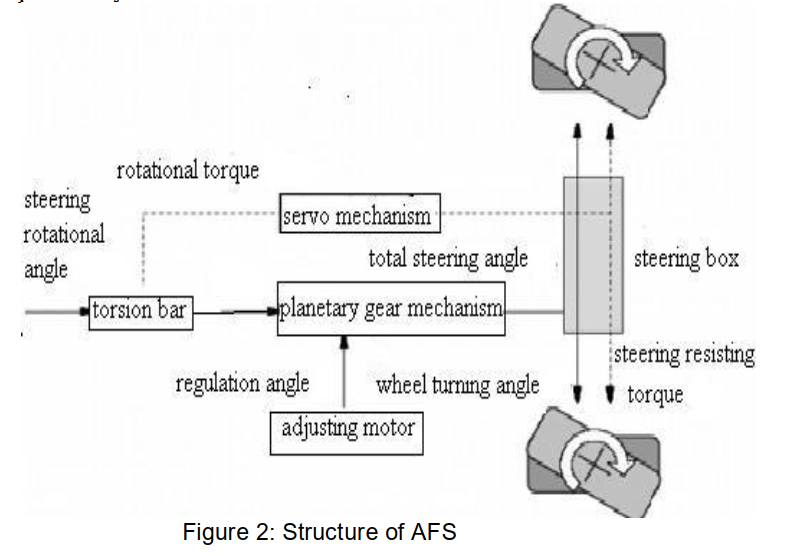 rotational torque
steering
rotational
angle
servo mechanism
total steering angle
steering box
torsion bar
planetary gear mechanism
steering resisting
torque
regulation angle
wheel turning angle
adjusting motor
Figure 2: Structure of AFS